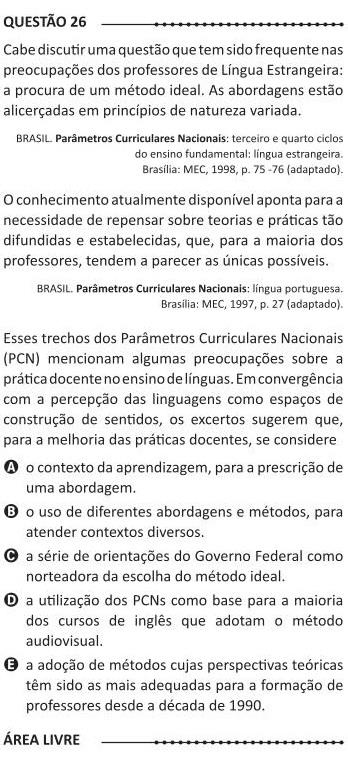 QUESTÃO 26
Cabe discutir uma questão que tem sido frequente nas
preocupações dos professores de Língua Estrangeira:
a procura de um método ideal. As abordagens estão
alicerçadas em princípios de natureza variada.
BRASIL. Parâmetros Curriculares Nacionais: terceiro e quarto ciclos
do ensino fundamental: língua estrangeira.
Brasília: MEC, 1998, p. 75 -76 (adaptado).
O conhecimento atualmente disponível aponta para a
necessidade de repensar sobre teorias e práticas tão
difundidas e estabelecidas, que, para a maioria dos
professores, tendem a parecer as únicas possíveis.
BRASIL. Parâmetros Curriculares Nacionais: língua portuguesa.
Brasília: MEC, 1997, p. 27 (adaptado).
Esses trechos dos Parâmetros Curriculares Nacionais
(PCN) mencionam algumas preocupações sobre a
prática docente no ensino de línguas. Em convergência
com a percepção das linguagens como espaços de
construção de sentidos, os excertos sugerem que,
para a melhoria das práticas docentes, se considere
A o contexto da aprendizagem, para a prescrição de
uma abordagem.
B o uso de diferentes abordagens e métodos, para
atender contextos diversos.
C a série de orientações do Governo Federal como
norteadora da escolha do método ideal.
D a utilização dos PCNs como base para a maioria
dos cursos de inglês que adotam o método
audiovisual.
E a adoção de métodos cujas perspectivas teóricas
têm sido as mais adequadas para a formação de
professores desde a década de 1990.
ÁREA LIVRE